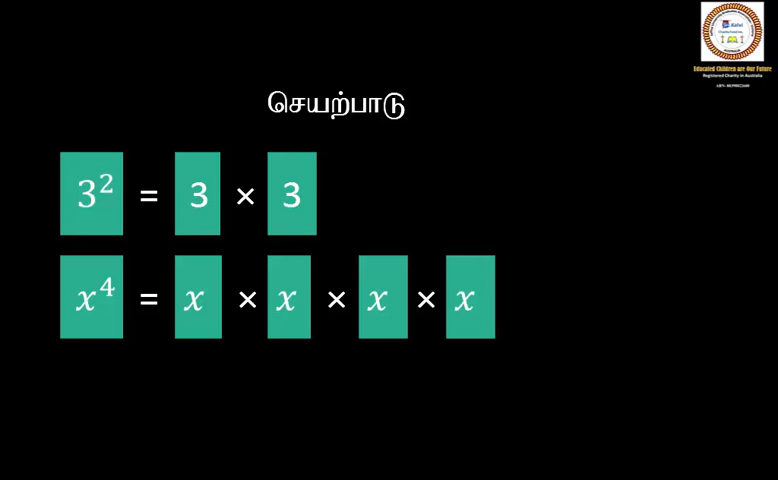 செயற்பாடு
3² = 3 × 3
x⁴ = x × x × x × x
Educated Children are Our Future
Registered Charity in Australia